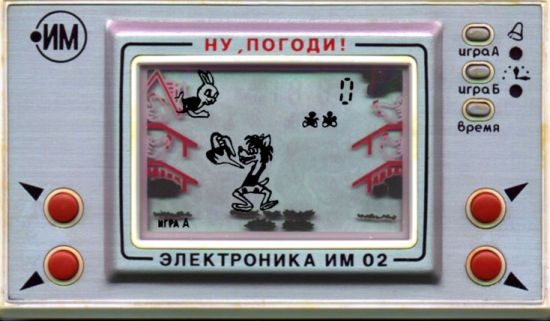 ИМ
НУ, ПОГОДИ!
игра А
игра Б
время
0
ИГРА А
ЭЛЕКТРОНИКА ИМ 02